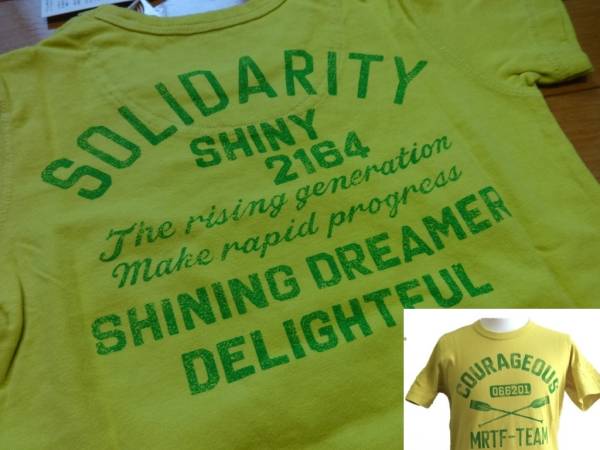 SOLIDARITY
SHINY
2164
The rising generation
Make rapid progress
SHINING DREAMER
DELIGHTFUL
COURAGEOUS
066201
MRTF-TEAM